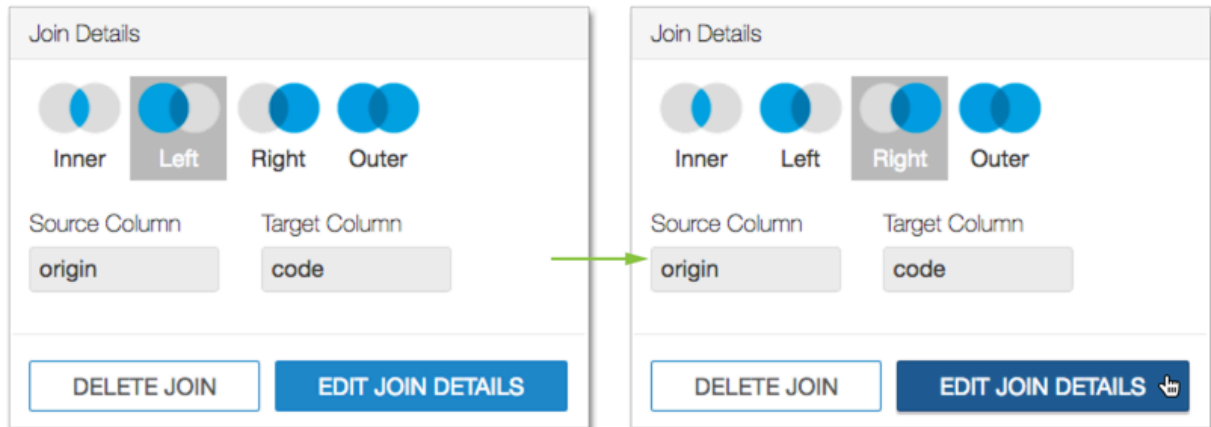 Join Details
Inner Left Right Outer
Source Column Target Column
origin code
DELETE JOIN EDIT JOIN DETAILS
Join Details
Inner Left Right Outer
Source Column Target Column
origin code
DELETE JOIN EDIT JOIN DETAILS